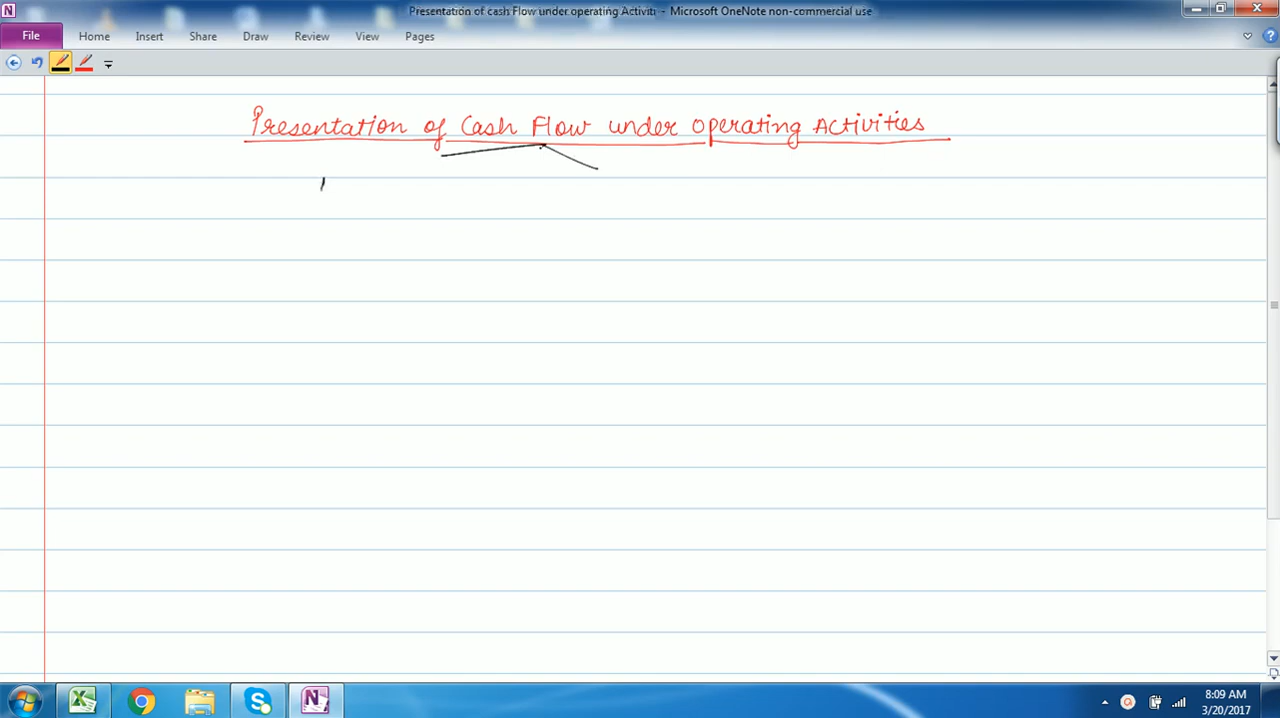 Presentation of cash Flow under operating Activiti - Microsoft OneNote non-commercial use
File Home Insert Share Draw Review View Pages
Presentation of Cash Flow under operating Activities
8:09 AM
3/20/2017